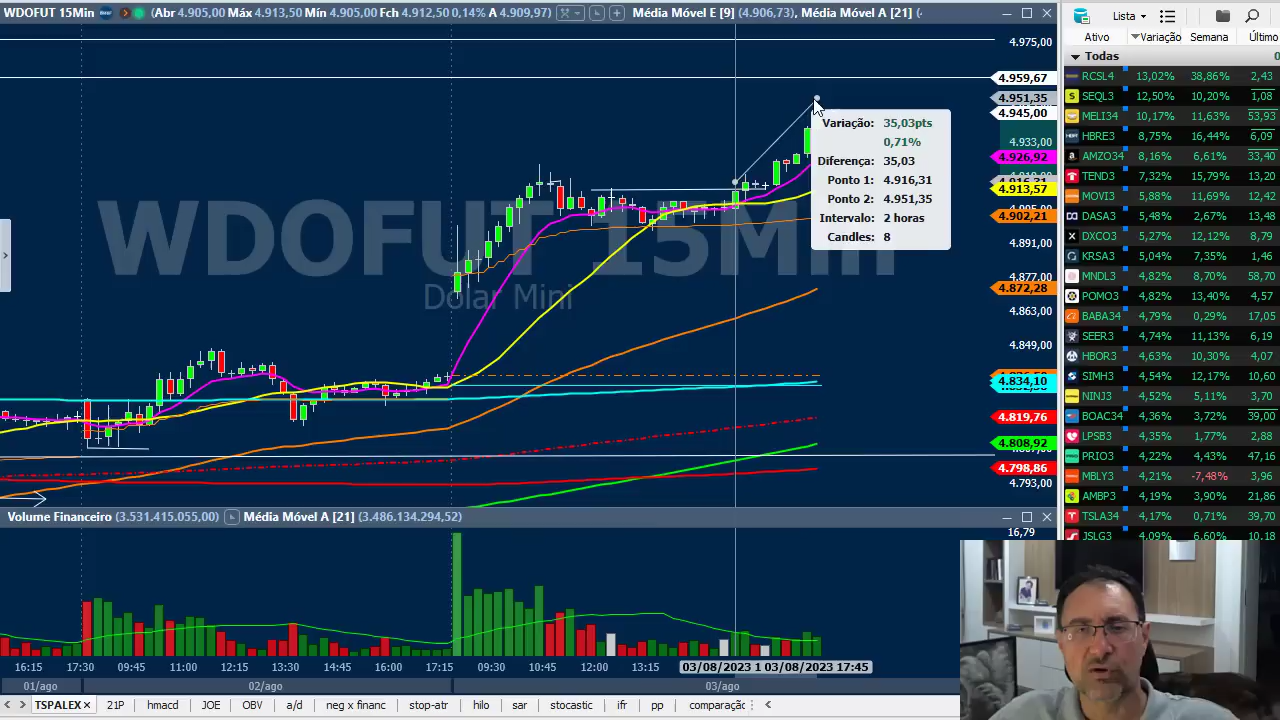 WDOFUT 15Min (Abr 4.905,00 Máx 4.913,50 Mín 4.905,00 Fch 4.912,50 0,14% A 4.909,97) Média Móvel E [9] (4.906,73), Média Móvel A [21]
4.975,00
4.959,67
4.951,35
4.945,00
4.933,00
4.926,92
4.913,57
4.902,21
4.891,00
4.877,00
4.872,28
4.863,00
4.849,00
4.834,10
4.819,76
4.808,92
4.798,86
4.793,00
WDOFUT 15Min
Dólar Mini
Variação: 35,03pts
0,71%
Diferença: 35,03
Ponto 1: 4.916,31
Ponto 2: 4.951,35
Intervalo: 2 horas
Candles: 8
Volume Financeiro (3.531.415.055,00) Média Móvel A [21] (3.486.134.294,52)
16,79
16:15 17:30 09:45 11:00 12:15 13:30 14:45 16:00 17:15 09:30 10:45 12:00 13:15 03/08/2023 1 03/08/2023 17:45
01/ago 02/ago 03/ago
TSPALEX 21P hmacd JOE OBV a/d neg x financ stop-atr hilo sar stocastic ifr pp comparação
Lista
Ativo Variação Semana Último
Todas 0
RCSL4 13,02% 38,86% 2,43
SEQL3 12,50% 10,20% 1,08
MELI34 10,17% 11,63% 53,93
HBRE3 8,75% 16,44% 6,09
AMZO34 8,16% 6,61% 33,40
TEND3 7,32% 15,79% 13,20
MOVI3 5,88% 11,69% 12,42
DASA3 5,48% 2,67% 13,48
DXCO3 5,27% 12,12% 8,79
KRSA3 5,04% 7,35% 1,46
MNDL3 4,82% 8,70% 58,70
POMO3 4,82% 13,40% 4,57
BABA34 4,79% 0,29% 17,05
SEER3 4,74% 11,13% 6,19
HBOR3 4,63% 10,30% 4,07
SIMH3 4,54% 12,17% 10,60
NINJ3 4,52% 5,11% 3,70
BOAC34 4,36% 3,72% 39,00
LPSB3 4,35% 1,77% 2,88
PRIO3 4,22% 4,43% 47,16
MBLY3 4,21% -7,48% 3,96
AMBP3 4,19% 3,90% 21,86
TSLA34 4,17% 0,71% 39,70
JSLG3 4,09% 6,60% 10,18